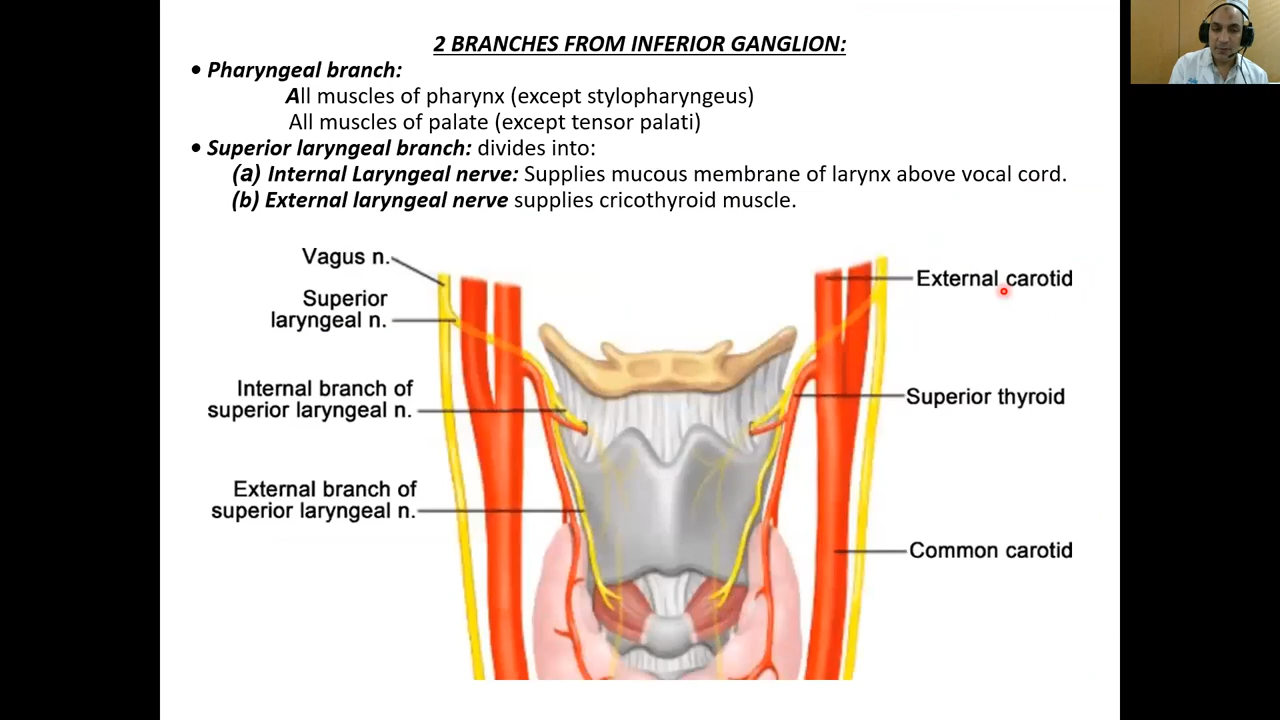 2 BRANCHES FROM INFERIOR GANGLION:
• Pharyngeal branch:
All muscles of pharynx (except stylopharyngeus)
All muscles of palate (except tensor palati)
• Superior laryngeal branch: divides into:
(a) Internal Laryngeal nerve: Supplies mucous membrane of larynx above vocal cord.
(b) External laryngeal nerve supplies cricothyroid muscle.
Vagus n.
Superior
laryngeal n.
Internal branch of
superior laryngeal n.
External branch of
superior laryngeal n.
External carotid
Superior thyroid
Common carotid